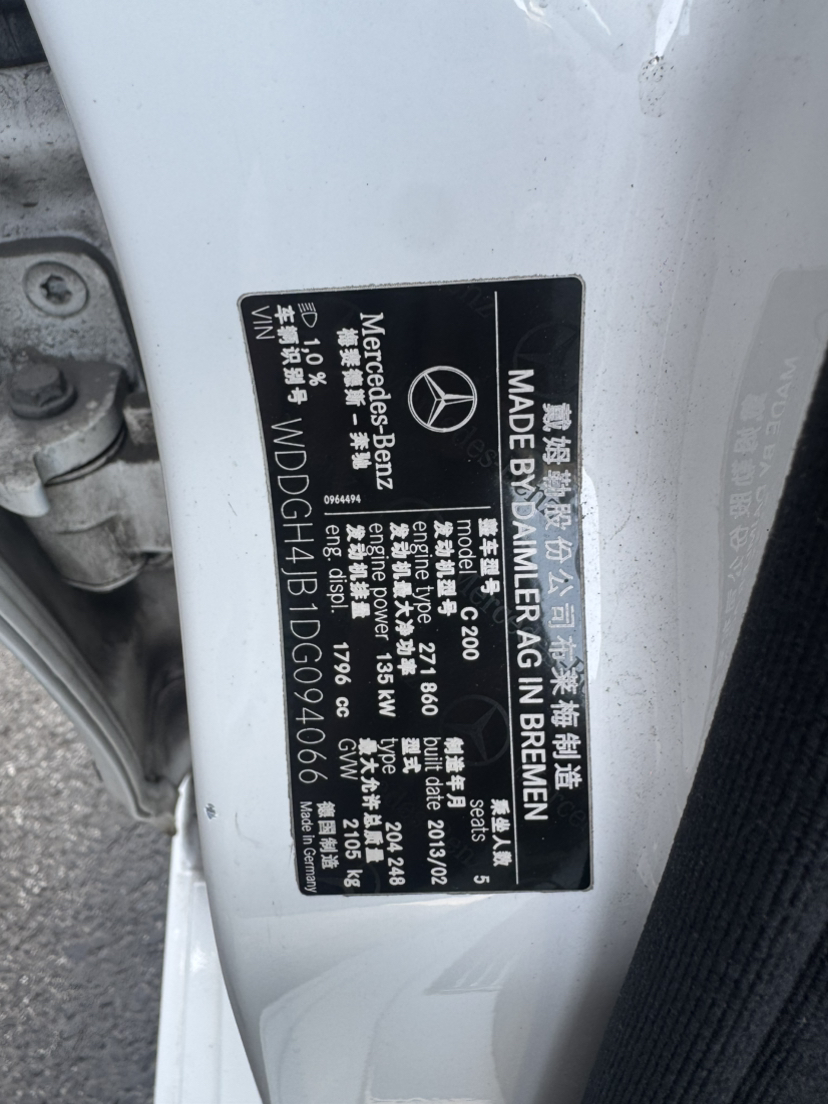 戴姆勒股份公司布莱梅制造
MADE BY DAIMLER AG IN BREMEN
Mercedes-Benz
梅赛德斯-奔驰
1,0 %
0964494
乘坐人数
seats 5
整车型号
model C 200
制造年月
built date 2013/02
发动机型号
engine type 271 860
型式
type 204 248
发动机最大净功率
engine power 135 kW
最大允许总质量
GVW 2105 kg
发动机排量
eng. displ. 1796 cc
德国制造
Made in Germany
车辆识别号
VIN WDDGH4JB1DG094066